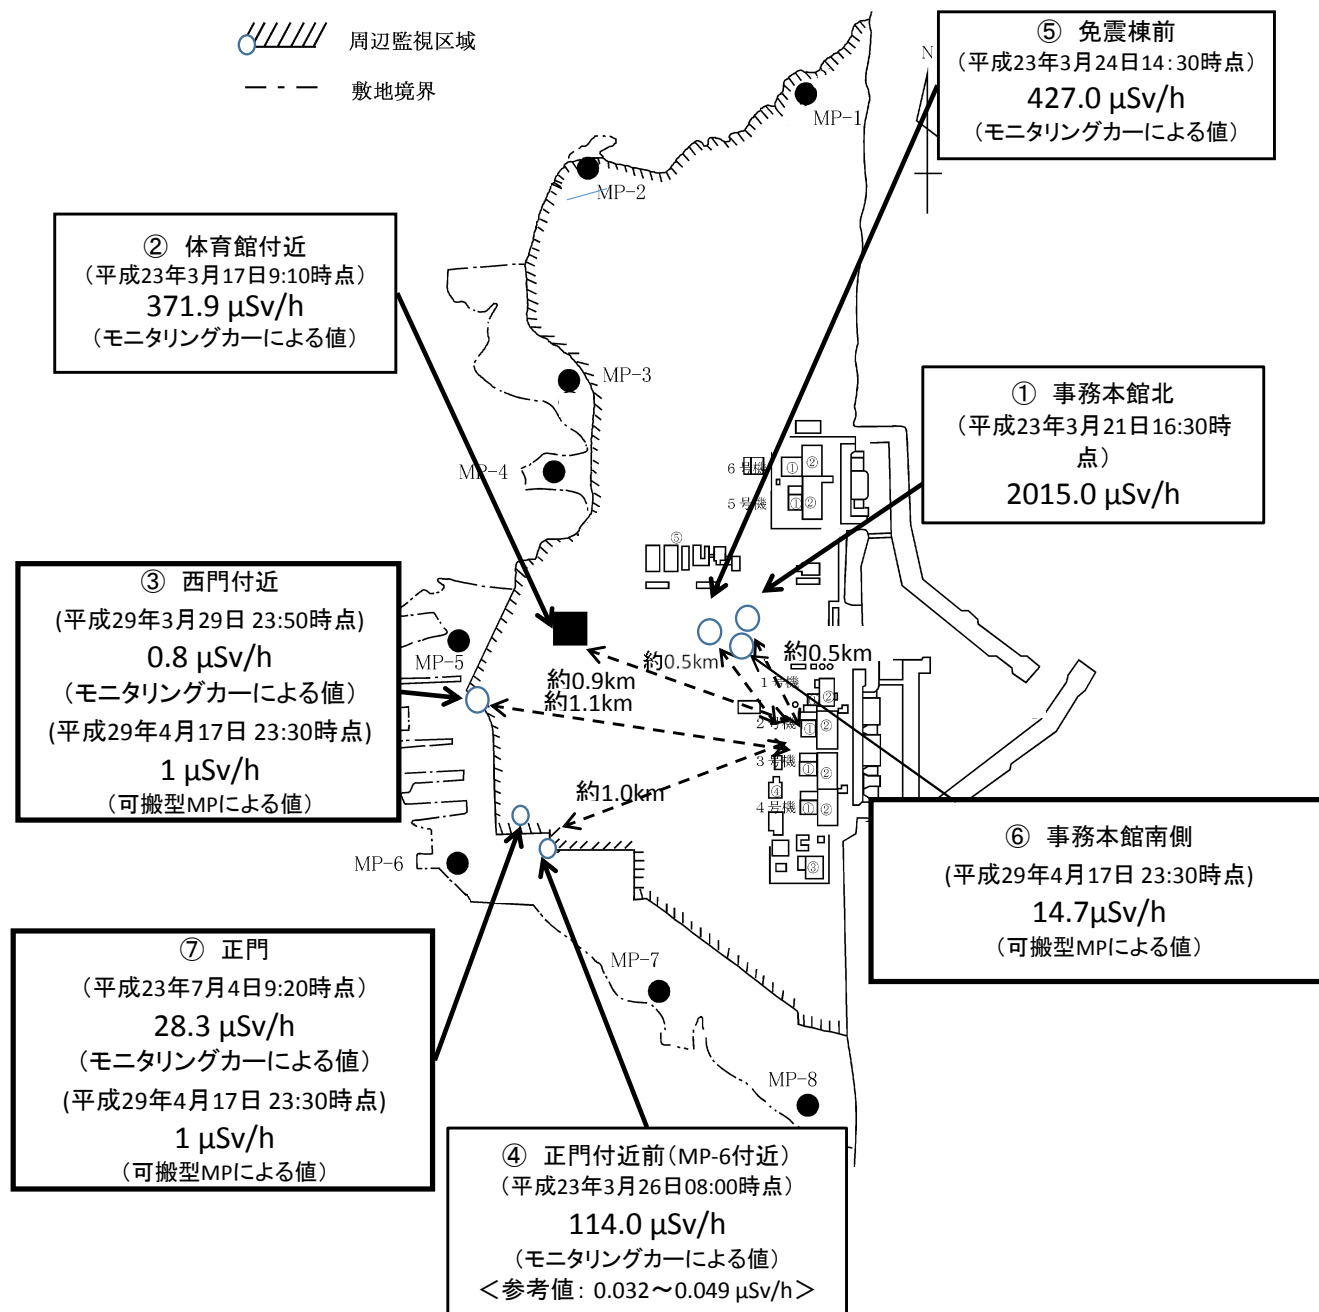 周辺監視区域
敷地境界
⑤ 免震棟前
(平成23年3月24日14:30時点)
427.0 µSv/h
(モニタリングカーによる値)
N
MP-1
MP-2
② 体育館付近
(平成23年3月17日9:10時点)
371.9 µSv/h
(モニタリングカーによる値)
MP-3
① 事務本館北
(平成23年3月21日16:30時
点)
2015.0 µSv/h
MP-4
6号機
① ②
5号機
① ②
⑤
③ 西門付近
(平成29年3月29日 23:50時点)
0.8 µSv/h
(モニタリングカーによる値)
(平成29年4月17日 23:30時点)
1 µSv/h
(可搬型MPによる値)
MP-5
約0.5km
約0.5km
約0.9km
約1.1km
1号機
②
2号機
① ②
3号機
① ②
約1.0km
④
4号機
① ②
③
MP-6
⑥ 事務本館南側
(平成29年4月17日 23:30時点)
14.7µSv/h
(可搬型MPによる値)
⑦ 正門
(平成23年7月4日9:20時点)
28.3 µSv/h
(モニタリングカーによる値)
(平成29年4月17日 23:30時点)
1 µSv/h
(可搬型MPによる値)
MP-7
MP-8
④ 正門付近前(MP-6付近)
(平成23年3月26日08:00時点)
114.0 µSv/h
(モニタリングカーによる値)
<参考値: 0.032~0.049 µSv/h>